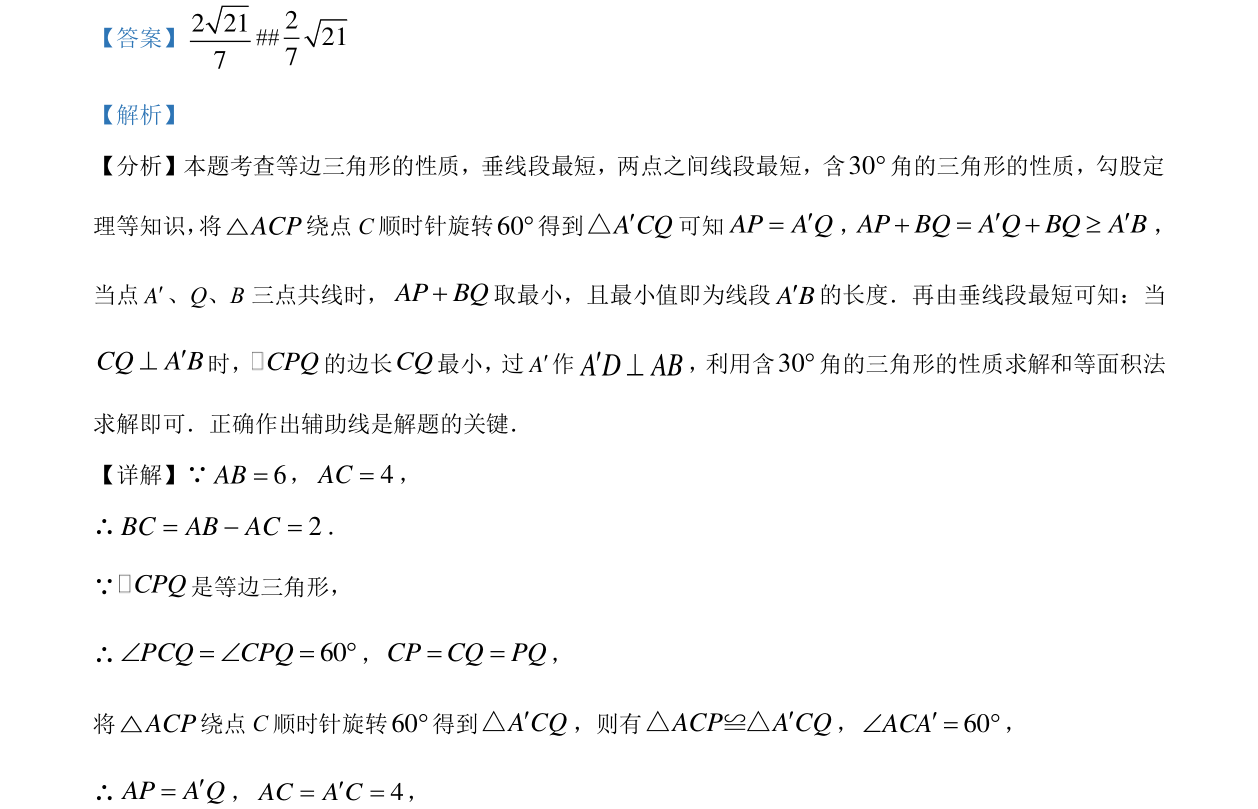 【答案】2√21/7##2/7√21
【解析】
【分析】本题考查等边三角形的性质，垂线段最短，两点之间线段最短，含30°角的三角形的性质，勾股定
理等知识，将△ACP绕点C顺时针旋转60°得到△A′CQ可知AP=A′Q，AP+BQ=A′Q+BQ≥A′B，
当点A′、Q、B三点共线时，AP+BQ取最小，且最小值即为线段A′B的长度．再由垂线段最短可知：当
CQ⊥A′B时，□CPQ的边长CQ最小，过A′作A′D⊥AB，利用含30°角的三角形的性质求解和等面积法
求解即可．正确作出辅助线是解题的关键．
【详解】∵AB=6，AC=4，
∴BC=AB−AC=2．
∵□CPQ是等边三角形，
∴∠PCQ=∠CPQ=60°，CP=CQ=PQ，
将△ACP绕点C顺时针旋转60°得到△A′CQ，则有△ACP≌△A′CQ，∠ACA′=60°，
∴AP=A′Q，AC=A′C=4，